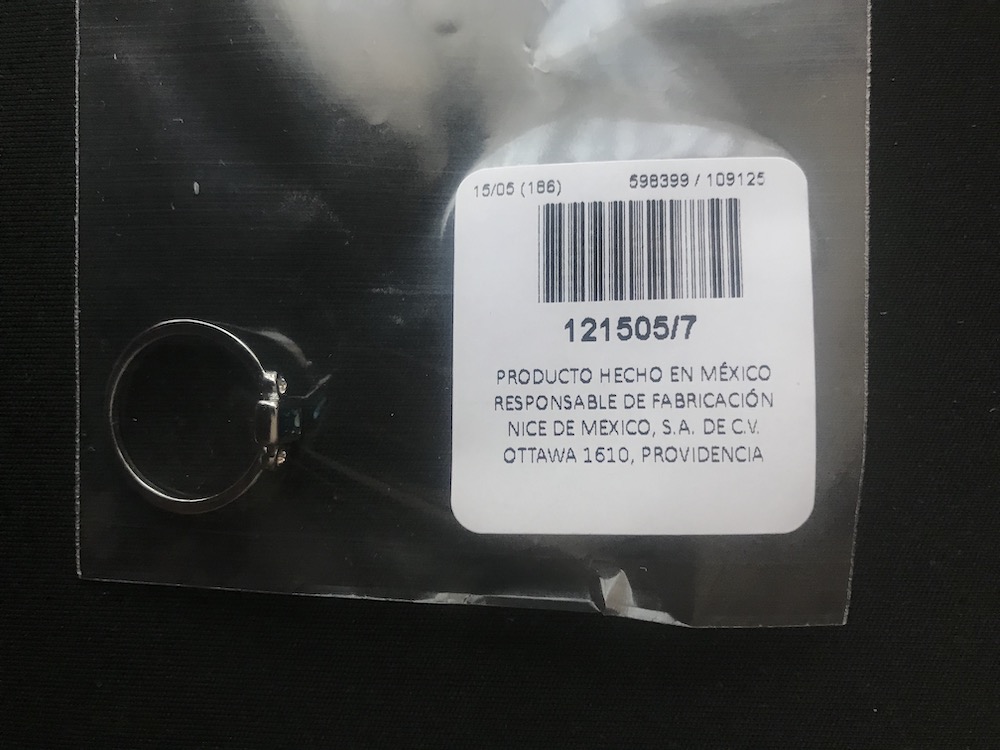 15/05 (186) 598399 / 109125
121505/7
PRODUCTO HECHO EN MÉXICO
RESPONSABLE DE FABRICACIÓN
NICE DE MEXICO, S.A. DE C.V.
OTTAWA 1610, PROVIDENCIA